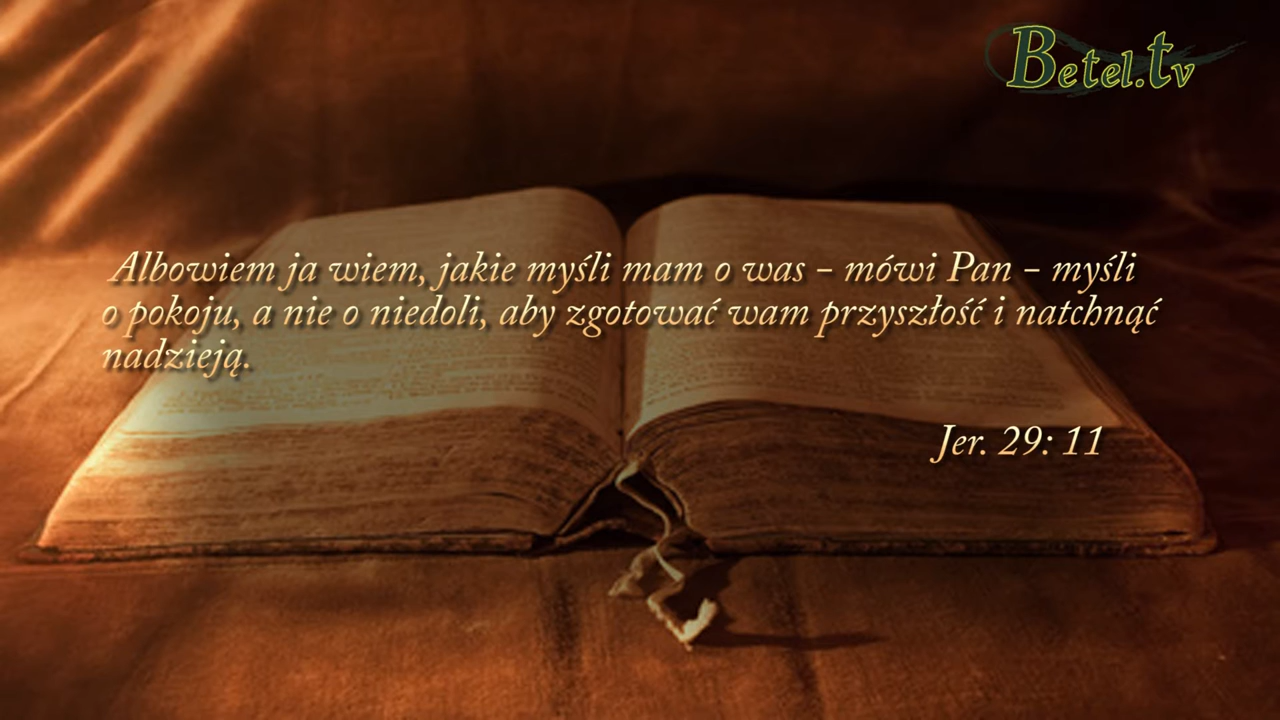 Betel.tv
Albowiem ja wiem, jakie myśli mam o was – mówi Pan – myśli
o pokoju, a nie o niedoli, aby zgotować wam przyszłość i natchnąć
nadzieją.
Jer. 29: 11